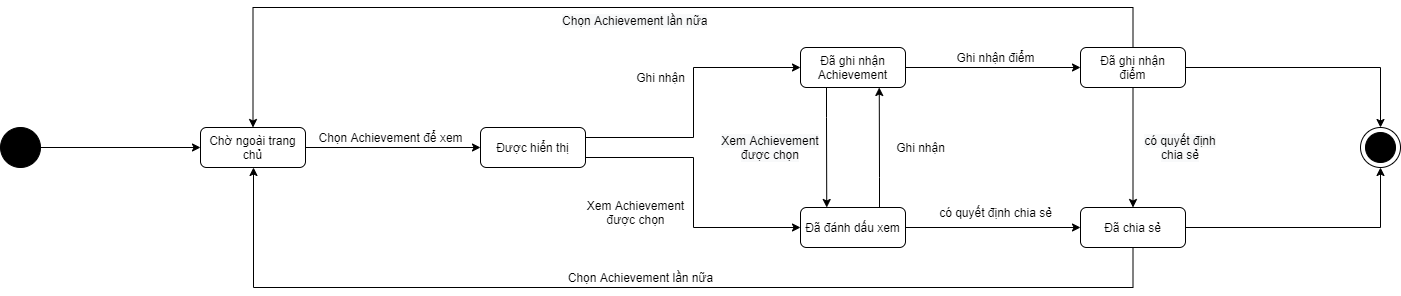 Chọn Achievement lần nữa
Ghi nhận
Đã ghi nhận
Achievement
Ghi nhận điểm
Đã ghi nhận
điểm
Chờ ngoài trang
chủ
Chọn Achievement để xem
Được hiển thị
Xem Achievement
được chọn
Ghi nhận
có quyết định
chia sẻ
Xem Achievement
được chọn
Đã đánh dấu xem
có quyết định chia sẻ
Đã chia sẻ
Chọn Achievement lần nữa